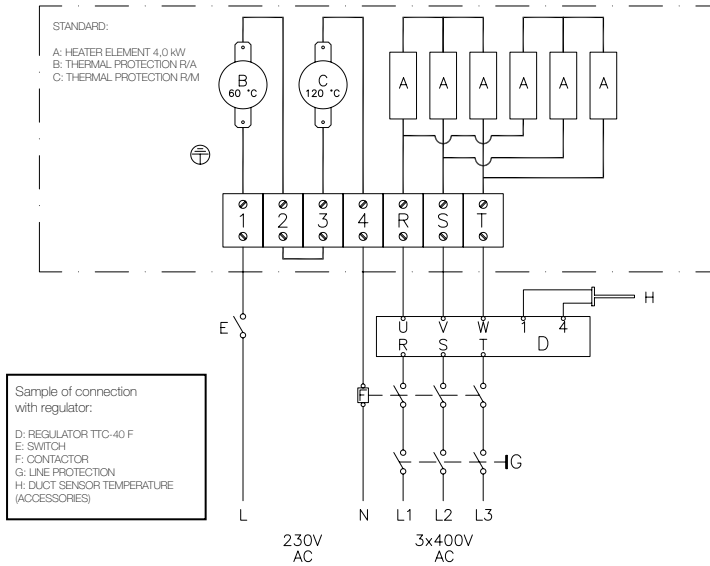 STANDARD:
A: HEATER ELEMENT 4,0 kW
B: THERMAL PROTECTION R/A
C: THERMAL PROTECTION R/M
B
60 °C
C
120 °C
A A A A A A
1 2 3 4 R S T
E
U V W 1 4
R S T D
H
F
G
Sample of connection
with regulator:
D: REGULATOR TTC-40 F
E: SWITCH
F: CONTACTOR
G: LINE PROTECTION
H: DUCT SENSOR TEMPERATURE
(ACCESSORIES)
L N L1 L2 L3
230V
AC
3x400V
AC